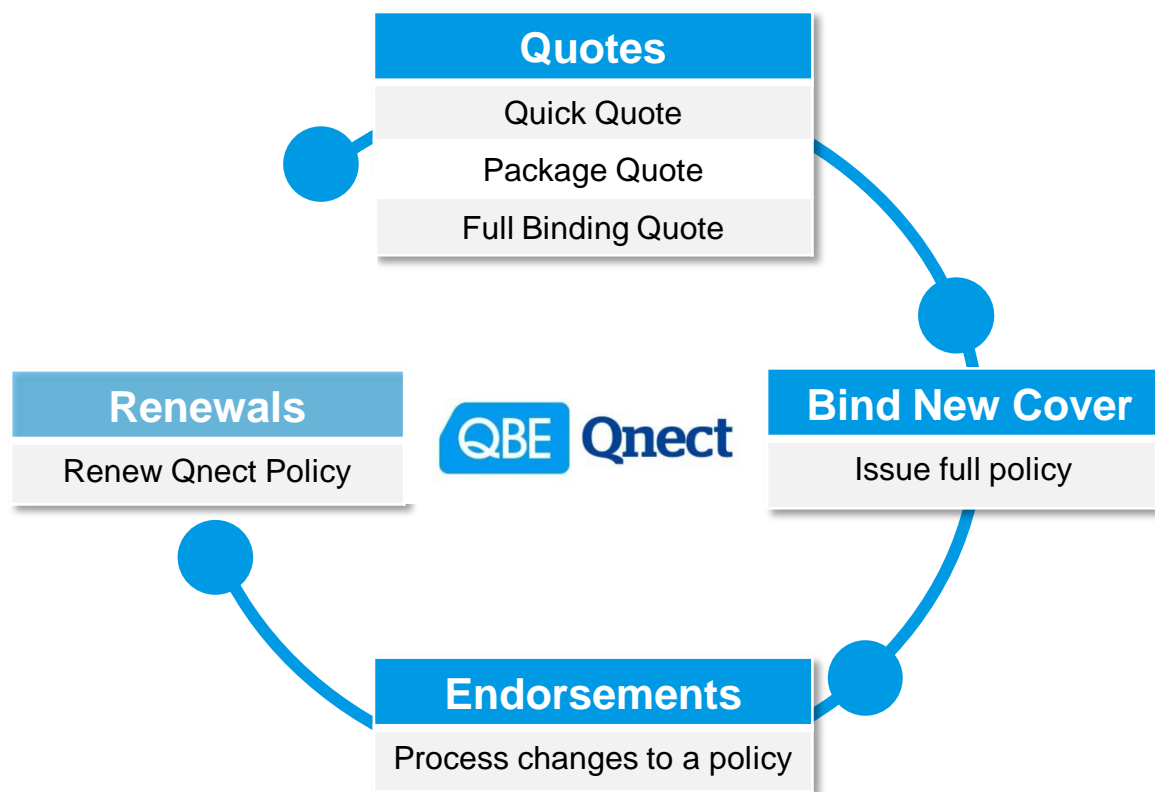 Quotes
Quick Quote
Package Quote
Full Binding Quote
Renewals
Renew Qnect Policy
QBE Qnect
Bind New Cover
Issue full policy
Endorsements
Process changes to a policy